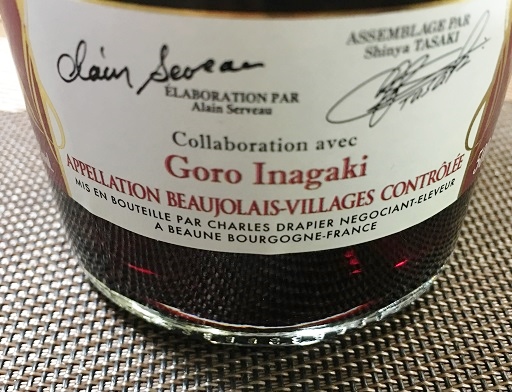 Alain Serveau
ÉLABORATION PAR
Alain Serveau
ASSEMBLAGE PAR
Shinya TASAKI
Collaboration avec
Goro Inagaki
APPELLATION BEAUJOLAIS-VILLAGES CONTRÔLÉE
MIS EN BOUTEILLE PAR CHARLES DRAPIER NEGOCIANT-ELEVEUR
A BEAUNE BOURGOGNE-FRANCE